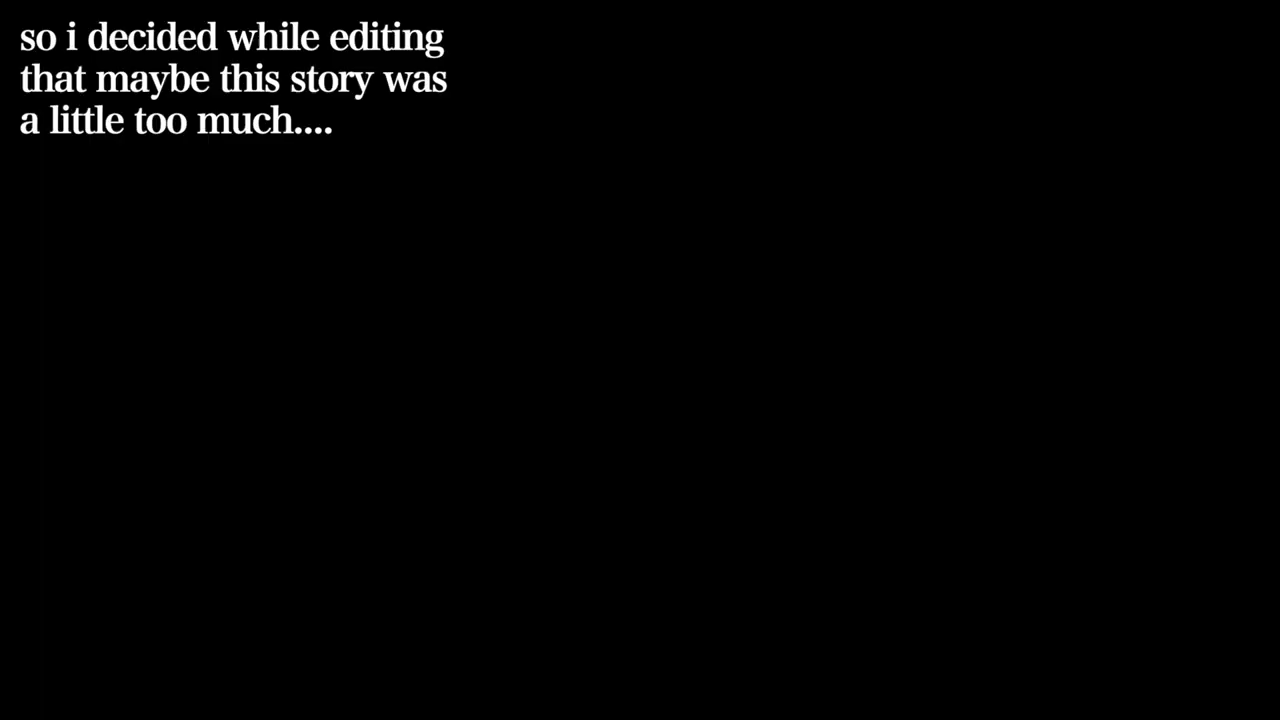 so i decided while editing
that maybe this story was
a little too much....